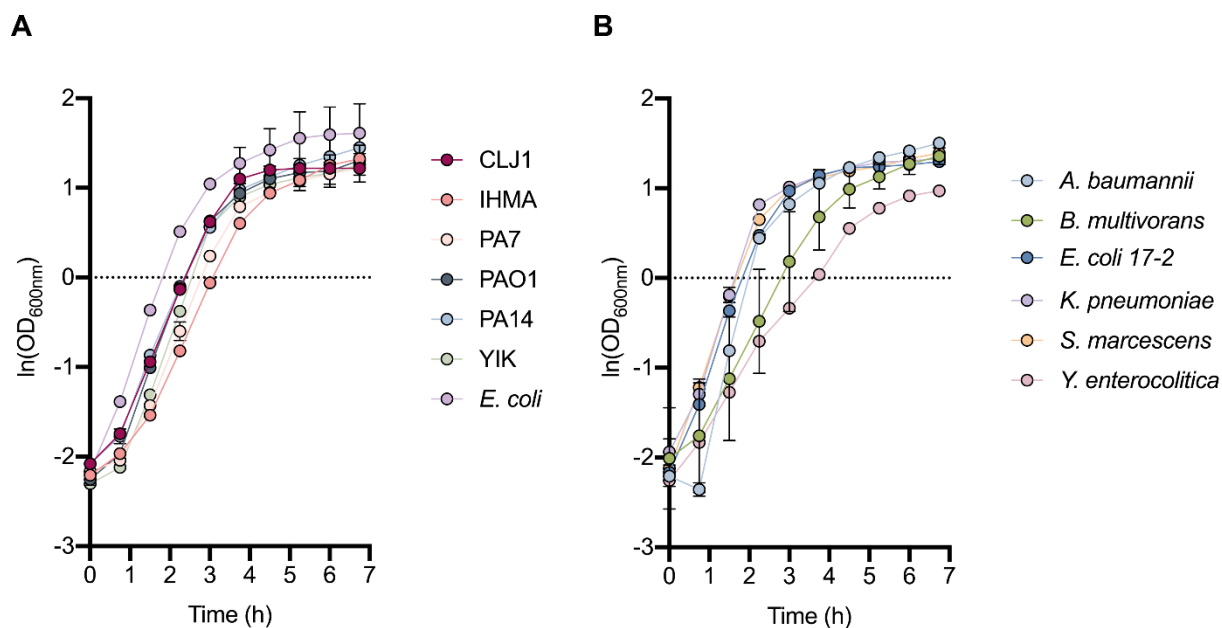 A
ln(OD600nm)
2
1
0
-1
-2
-3
0 1 2 3 4 5 6 7
Time (h)
CLJ1
IHMA
PA7
PAO1
PA14
YIK
E. coli
B
ln(OD600nm)
2
1
0
-1
-2
-3
0 1 2 3 4 5 6 7
Time (h)
A. baumannii
B. multivorans
E. coli 17-2
K. pneumoniae
S. marcescens
Y. enterocolitica